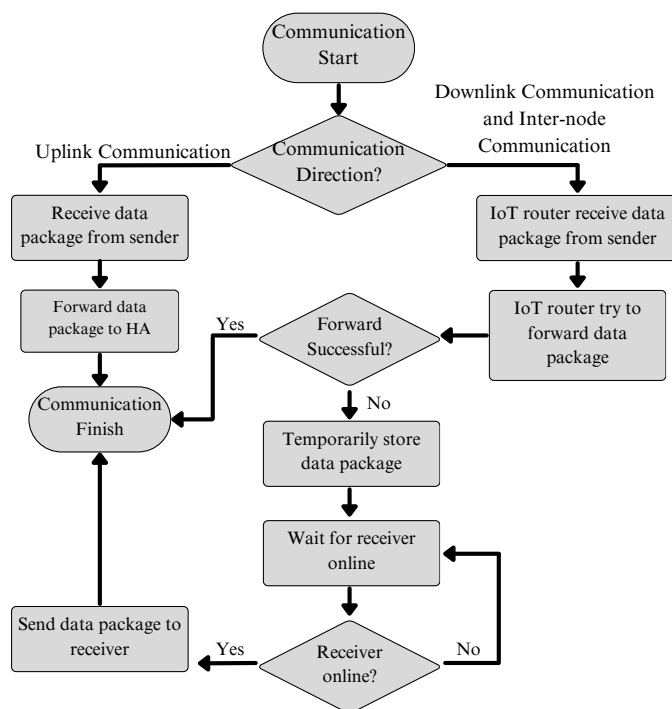 Communication
Start
Downlink Communication
and Inter-node
Communication
Uplink Communication
Communication
Direction?
Receive data
package from sender
IoT router receive data
package from sender
Forward data
package to HA
Yes
Forward
Successful?
IoT router try to
forward data
package
Communication
Finish
No
Temporarily store
data package
Wait for receiver
online
Send data package to
receiver
Yes
Receiver
online?
No